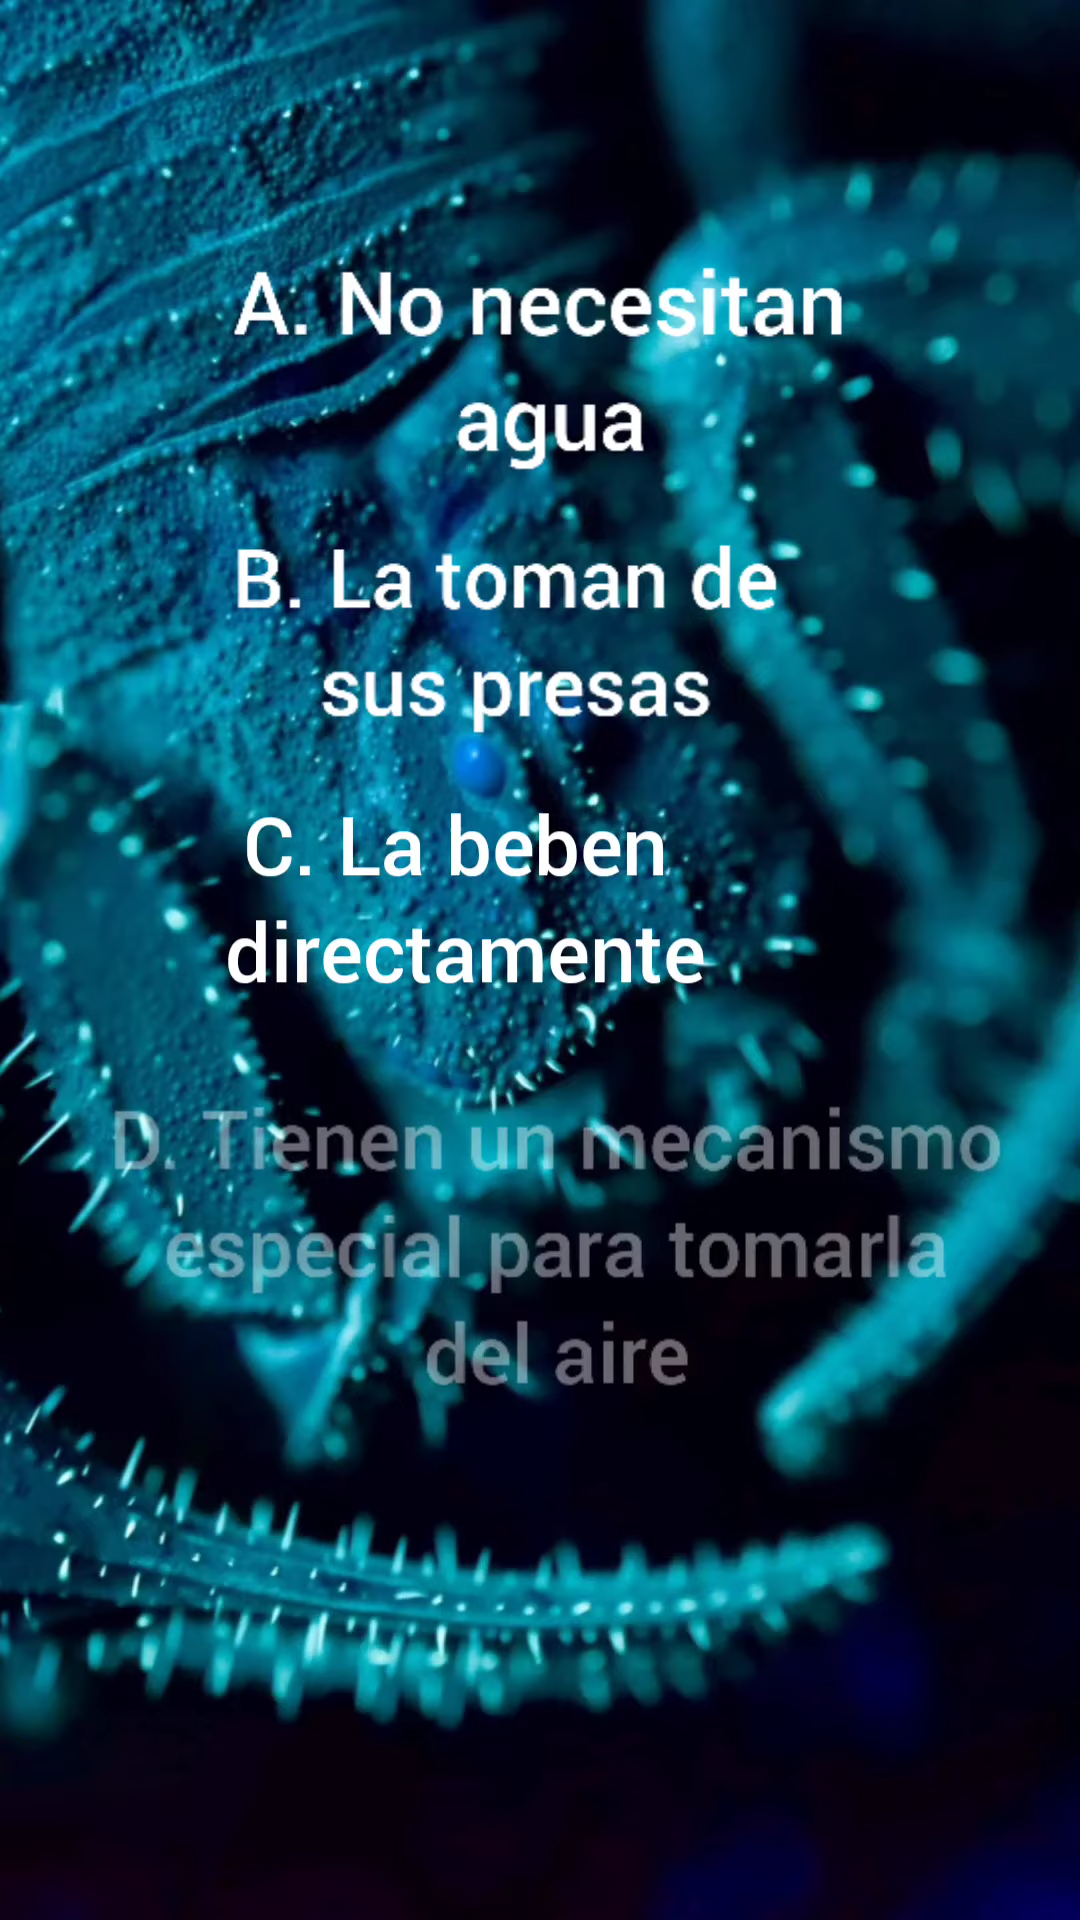 A. No necesitan
agua
B. La toman de
sus presas
C. La beben
directamente
D. Tienen un mecanismo
especial para tomarla
del aire